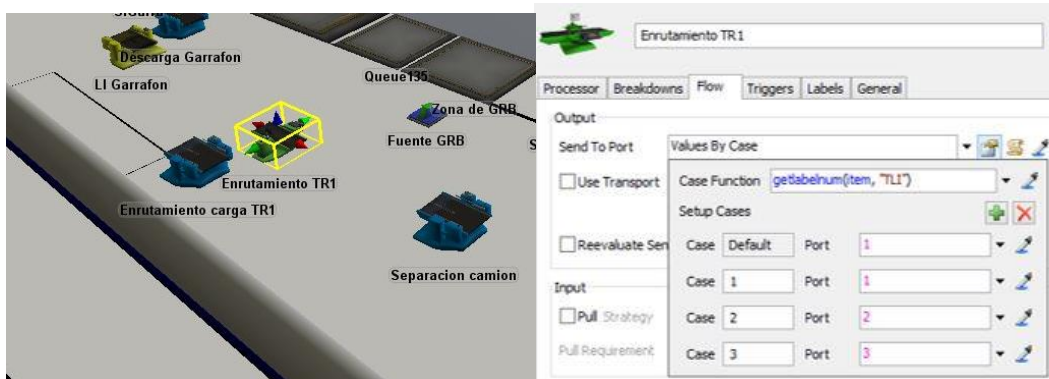 Descarga Garrafon
LI Garrafon
Queue135
Zona de GRB
Fuente GRB
Enrutamiento TR1
Enrutamiento carga TR1
Separacion camion
Enrutamiento TR1
Processor Breakdowns Flow Triggers Labels General
Output
Send To Port Values By Case
Use Transport Case Function getlabelnum(item, "TLI")
Setup Cases
Reevaluate Sen Case Default Port 1
Case 1 Port 1
Input
Pull Strategy Case 2 Port 2
Pull Requirement Case 3 Port 3